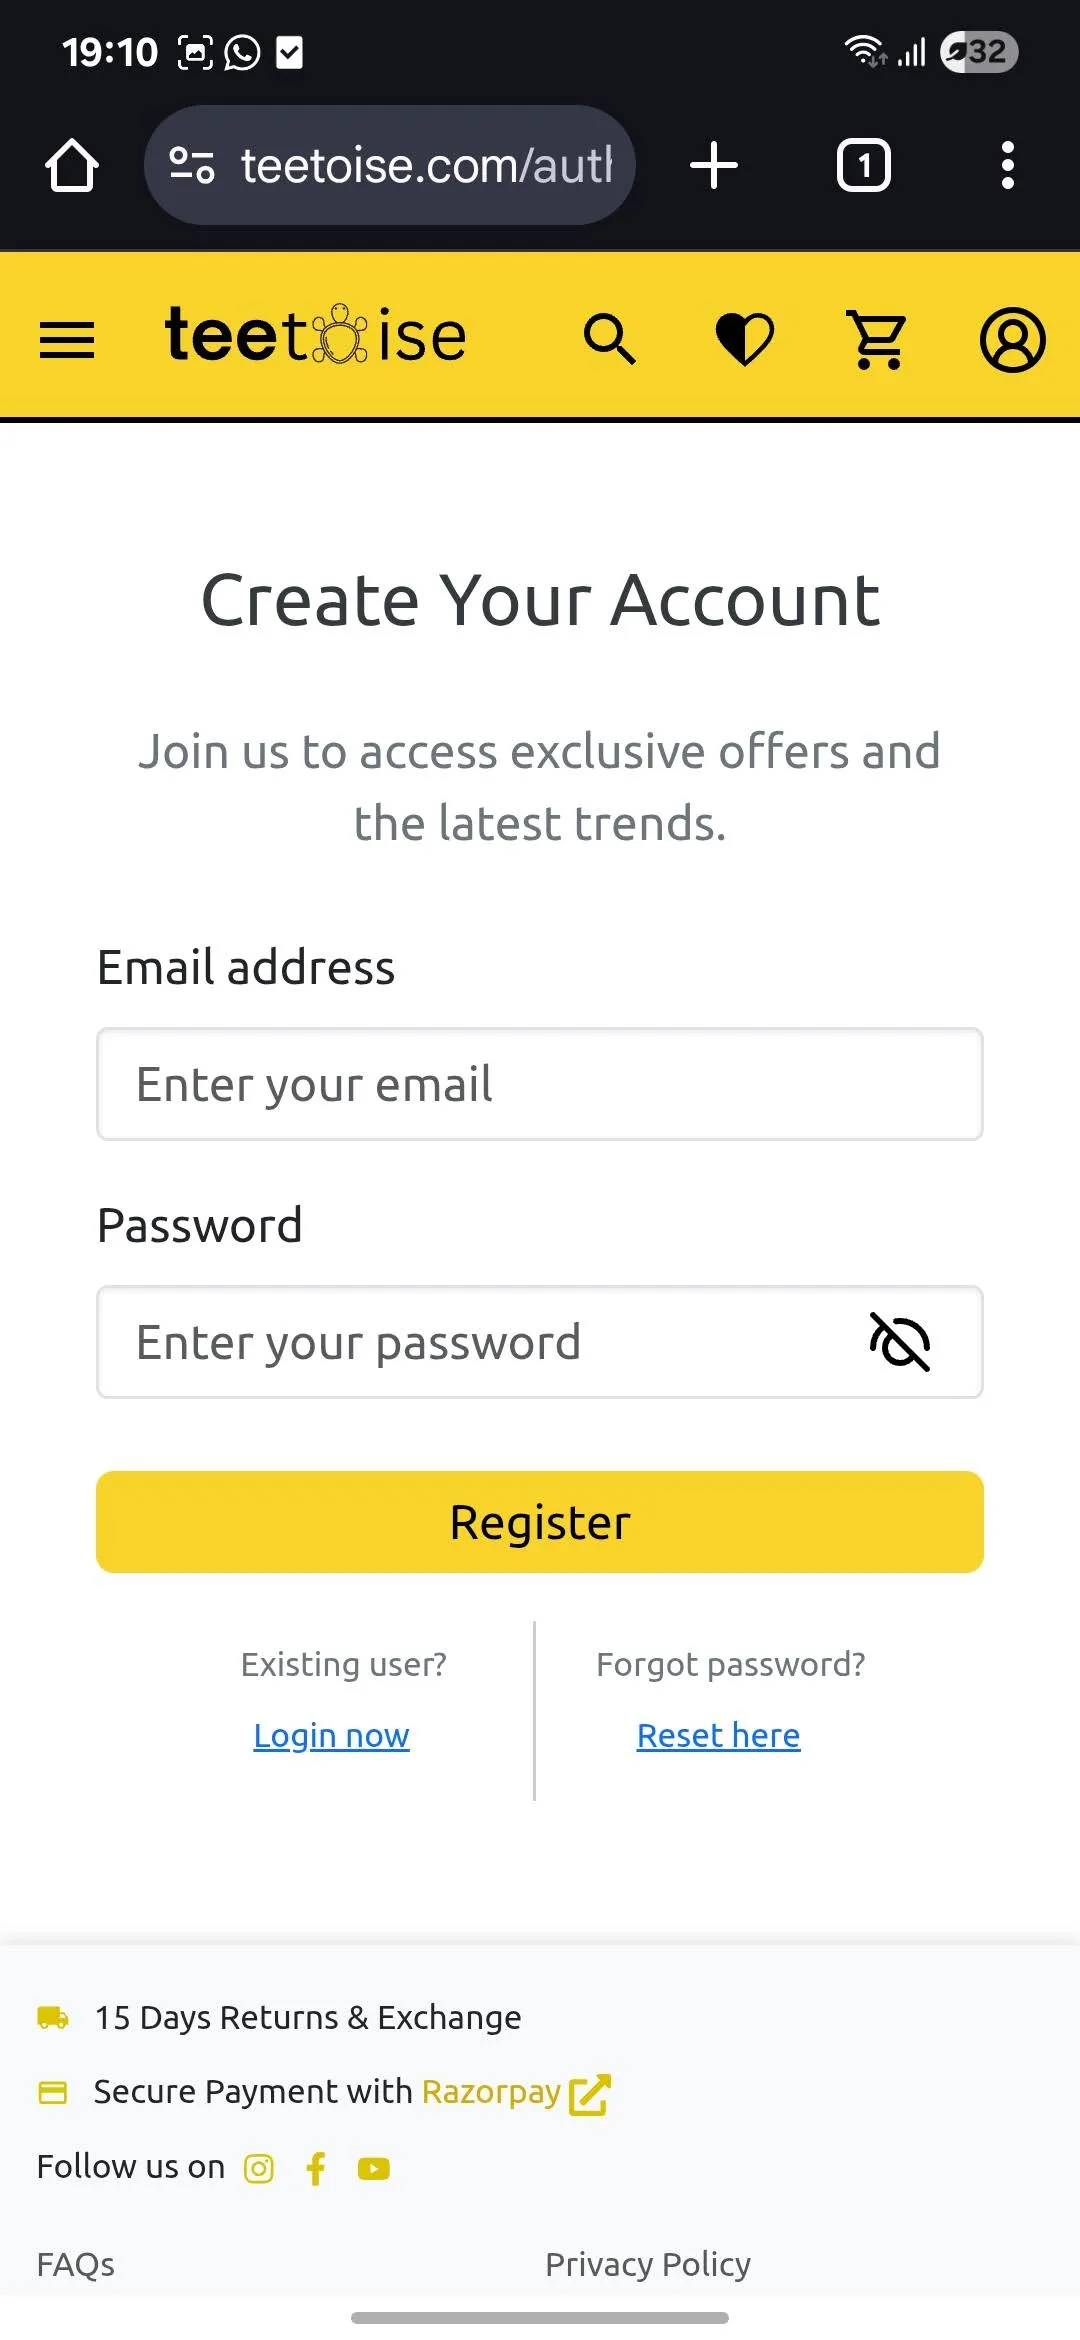 19:10
32
teetoise.com/auth
1
teetoise
Create Your Account
Join us to access exclusive offers and
the latest trends.
Email address
Enter your email
Password
Enter your password
Register
Existing user?
Forgot password?
Login now
Reset here
15 Days Returns & Exchange
Secure Payment with Razorpay
Follow us on
FAQs
Privacy Policy